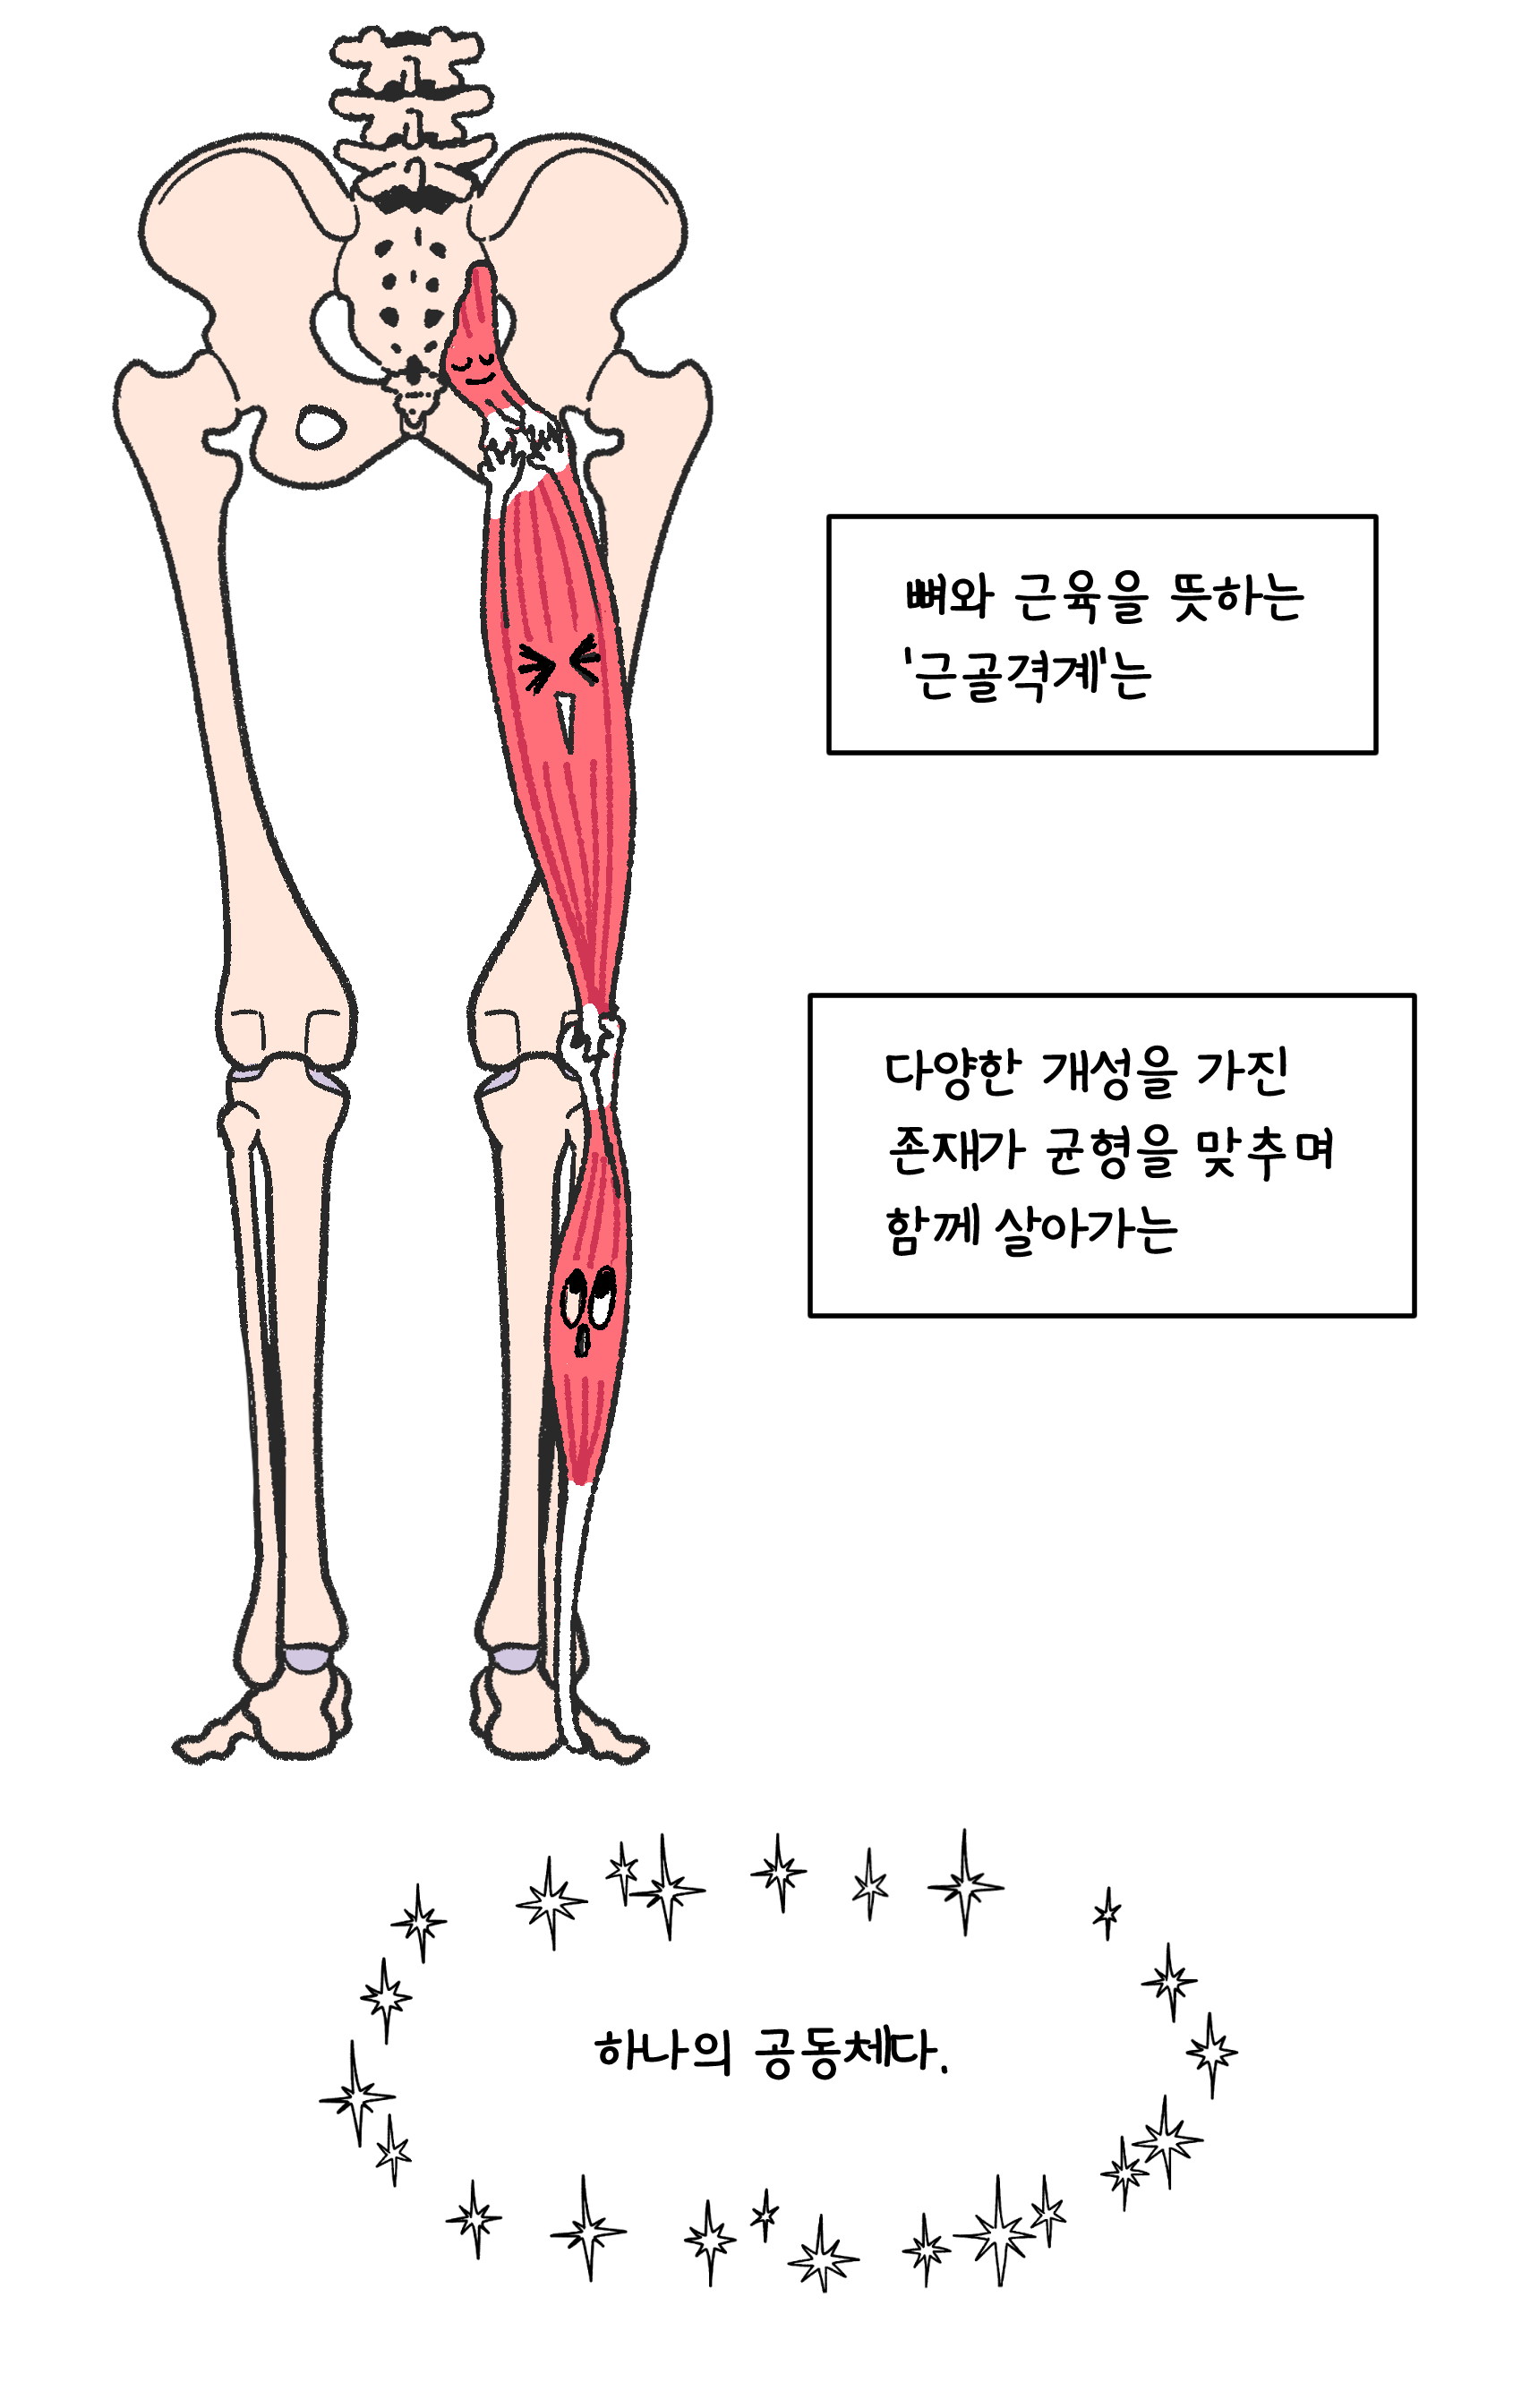 뼈와 근육을 뜻하는
'근골격계'는
다양한 개성을 가진
존재가 균형을 맞추며
함께 살아가는
하나의 공동체다.